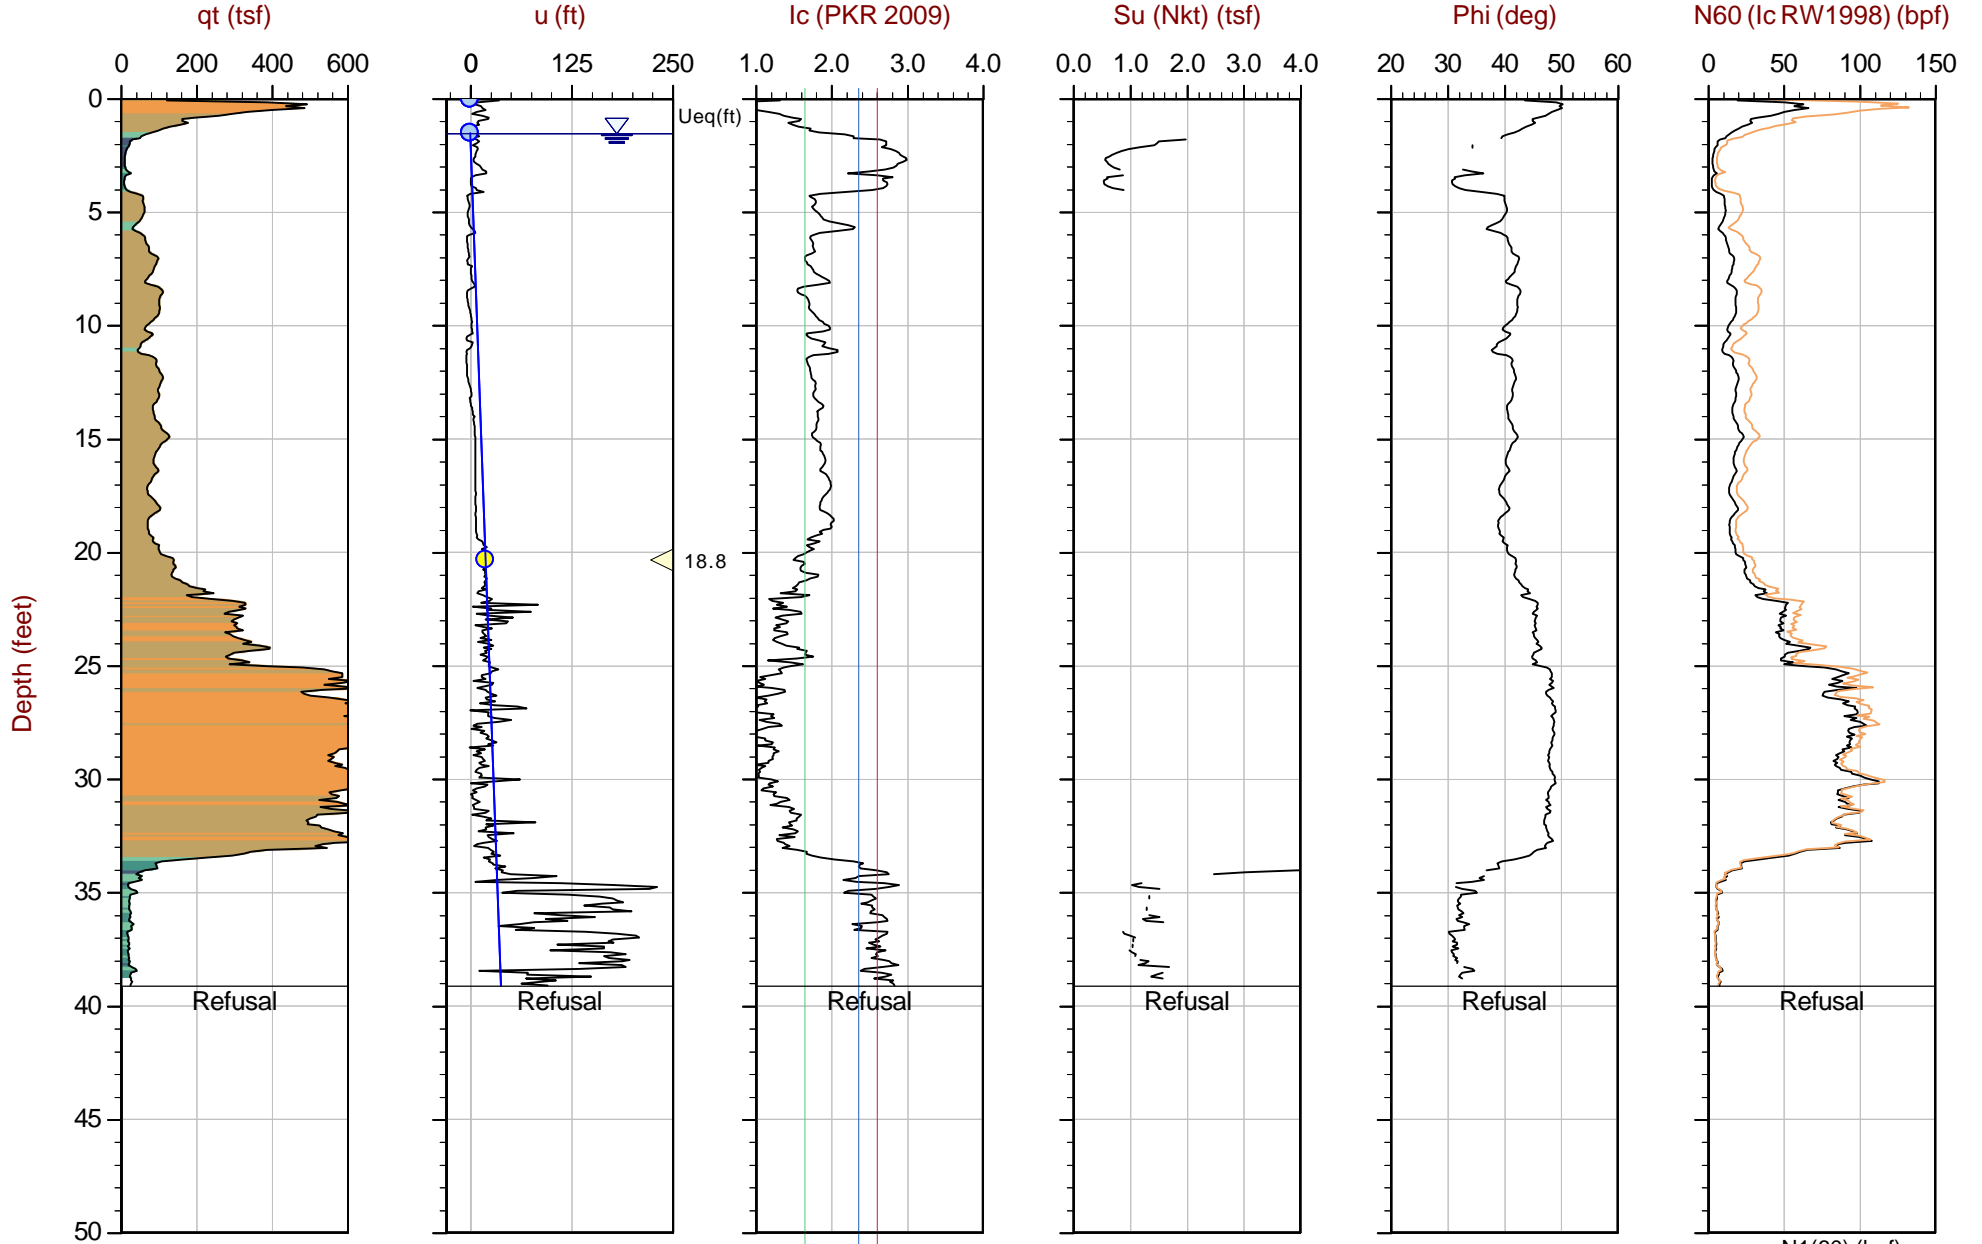 qt (tsf) u (ft) Ic (PKR 2009) Su (Nkt) (tsf) Phi (deg) N60 (Ic RW1998) (bpf)
0 200 400 600 0 125 250 1.0 2.0 3.0 4.0 0.0 1.0 2.0 3.0 4.0 20 30 40 50 60 0 50 100 150
0
Ueq(ft)
5
10
15
20
18.8
25
Depth (feet)
30
35
Refusal Refusal Refusal Refusal Refusal Refusal
40
45
50